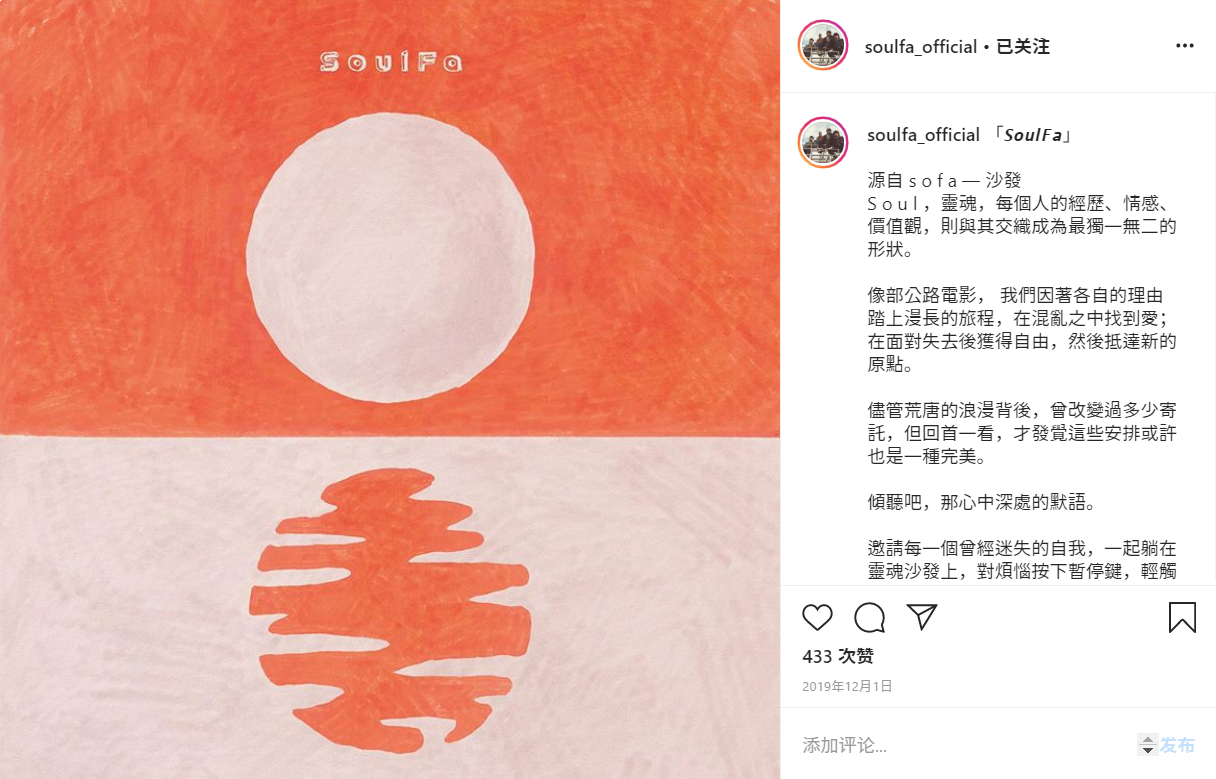 SoulFa
soulfa_official • 已关注
soulfa_official 「SoulFa」
源自 s o f a — 沙發
S o u l ，靈魂，每個人的經歷、情感、
價值觀，則與其交織成為最獨一無二的
形狀。
像部公路電影， 我們因著各自的理由
踏上漫長的旅程，在混亂之中找到愛；
在面對失去後獲得自由，然後抵達新的
原點。
儘管荒唐的浪漫背後，曾改變過多少寄
託，但回首一看，才發覺這些安排或許
也是一種完美。
傾聽吧，那心中深處的默語。
邀請每一個曾經迷失的自我，一起躺在
靈魂沙發上，對煩惱按下暫停鍵，輕觸
433 次赞
2019年12月1日
添加评论...
发布